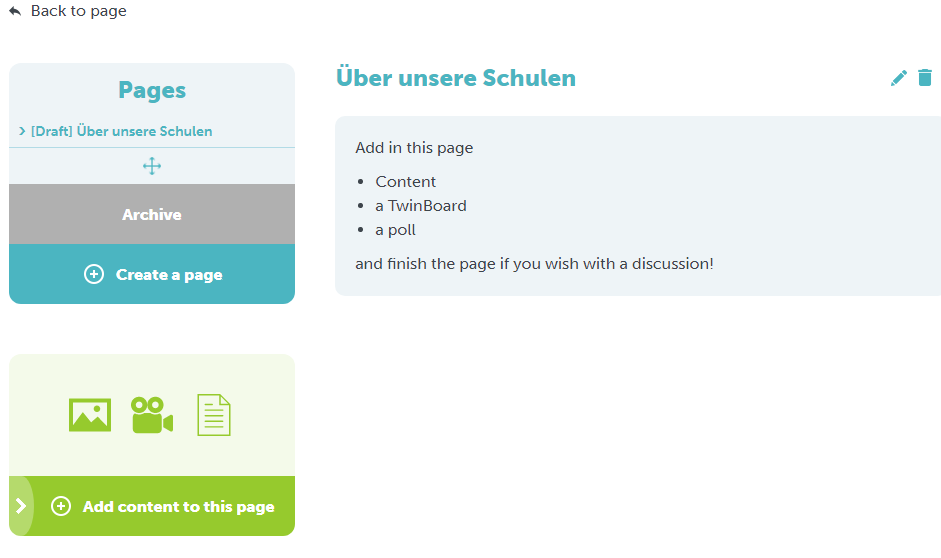 Back to page
Pages
[Draft] Über unsere Schulen
Archive
Create a page
Add content to this page
Über unsere Schulen
Add in this page
Content
a TwinBoard
a poll
and finish the page if you wish with a discussion!